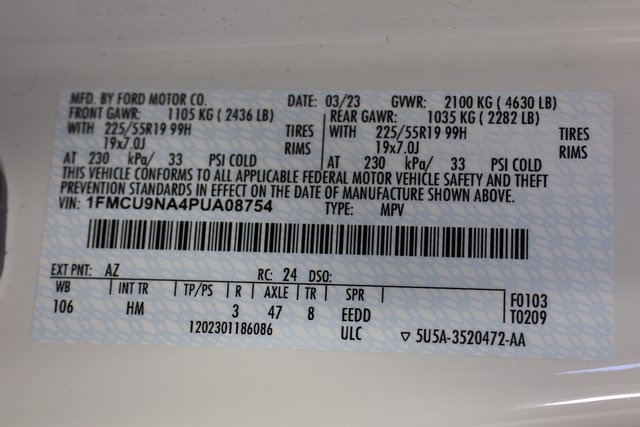 MFD. BY FORD MOTOR CO. DATE: 03/23 GVWR: 2100 KG ( 4630 LB)
FRONT GAWR: 1105 KG ( 2436 LB) REAR GAWR: 1035 KG ( 2282 LB)
WITH 225/55R19 99H TIRES WITH 225/55R19 99H TIRES
19x7.0J RIMS 19x7.0J RIMS
AT 230 kPa/ 33 PSI COLD AT 230 kPa/ 33 PSI COLD
THIS VEHICLE CONFORMS TO ALL APPLICABLE FEDERAL MOTOR VEHICLE SAFETY AND THEFT
PREVENTION STANDARDS IN EFFECT ON THE DATE OF MANUFACTURE SHOWN ABOVE.
VIN: 1FMCU9NA4PUA08754 TYPE: MPV
EXT PNT: AZ RC: 24 DSO:
WB INT TR TP/PS R AXLE TR SPR F0103
106 HM 3 47 8 EEDD T0209
1202301186086 ULC ▽ 5U5A-3520472-AA